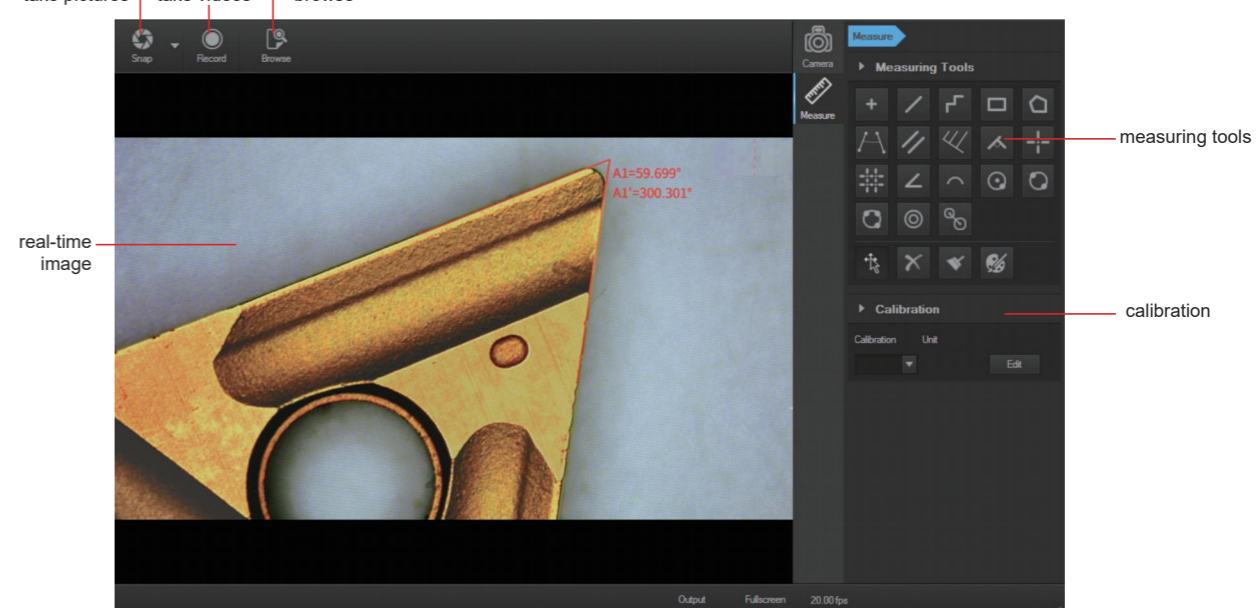 take pictures take videos browse
Snap
Record
Browse
Camera
Measure
Measure
Measuring Tools
measuring tools
A1=59.699°
A1'=300.301°
real-time
image
Calibration
calibration
Calibration Unit
Edit
Output Fullscreen 20.00 fps